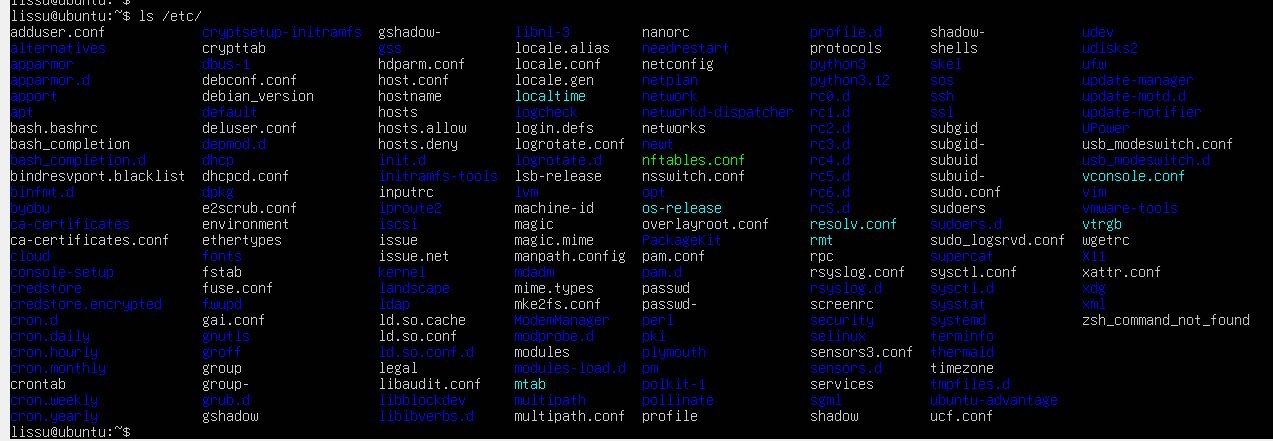 lissu@ubuntu:~$
lissu@ubuntu:~$ ls /etc/
adduser.conf cryptsetup-initramfs gshadow- libnl-3 nanorc profile.d shadow- udev
alternatives crypttab gss locale.alias needrestart protocols shells udisks2
apparmor dbus-1 hdparm.conf locale.conf netconfig python3 skel ufw
apparmor.d debconf.conf host.conf locale.gen netplan python3.12 sos update-manager
apport debian_version hostname localtime network rc0.d ssh update-motd.d
apt default hosts logcheck networkd-dispatcher rc1.d ssl update-notifier
bash.bashrc deluser.conf hosts.allow login.defs networks rc2.d subgid UPower
bash_completion depmod.d hosts.deny logrotate.conf newt rc3.d subgid- usb_modeswitch.conf
bash_completion.d dhcp init.d logrotate.d nftables.conf rc4.d subuid usb_modeswitch.d
bindresvport.blacklist dhcpcd.conf initramfs-tools lsb-release nsswitch.conf rc5.d subuid- vconsole.conf
binfmt.d dpkg inputrc lvm opt rc6.d sudo.conf vim
byobu e2scrub.conf iproute2 machine-id os-release rcS.d sudoers vmware-tools
ca-certificates environment iscsi magic overlayroot.conf resolv.conf sudoers.d vtrgb
ca-certificates.conf ethertypes issue magic.mime PackageKit rmt sudo_logsrvd.conf wgetrc
cloud fonts issue.net manpath.config pam.conf rpc supercat X11
console-setup fstab kernel mdadm pam.d rsyslog.conf sysctl.conf xattr.conf
credstore fuse.conf landscape mime.types passwd rsyslog.d sysctl.d xdg
credstore.encrypted fwupd ldap mke2fs.conf passwd- screenrc sysstat xml
cron.d gai.conf ld.so.cache ModemManager perl security systemd zsh_command_not_found
cron.daily gnutls ld.so.conf modprobe.d pki selinux terminfo
cron.hourly groff ld.so.conf.d modules plymouth sensors3.conf thermald
cron.monthly group legal modules-load.d pm sensors.d timezone
crontab group- libaudit.conf mtab polkit-1 services tmpfiles.d
cron.weekly grub.d libblockdev multipath pollinate sgml ubuntu-advantage
cron.yearly gshadow libibverbs.d multipath.conf profile shadow ucf.conf
lissu@ubuntu:~$